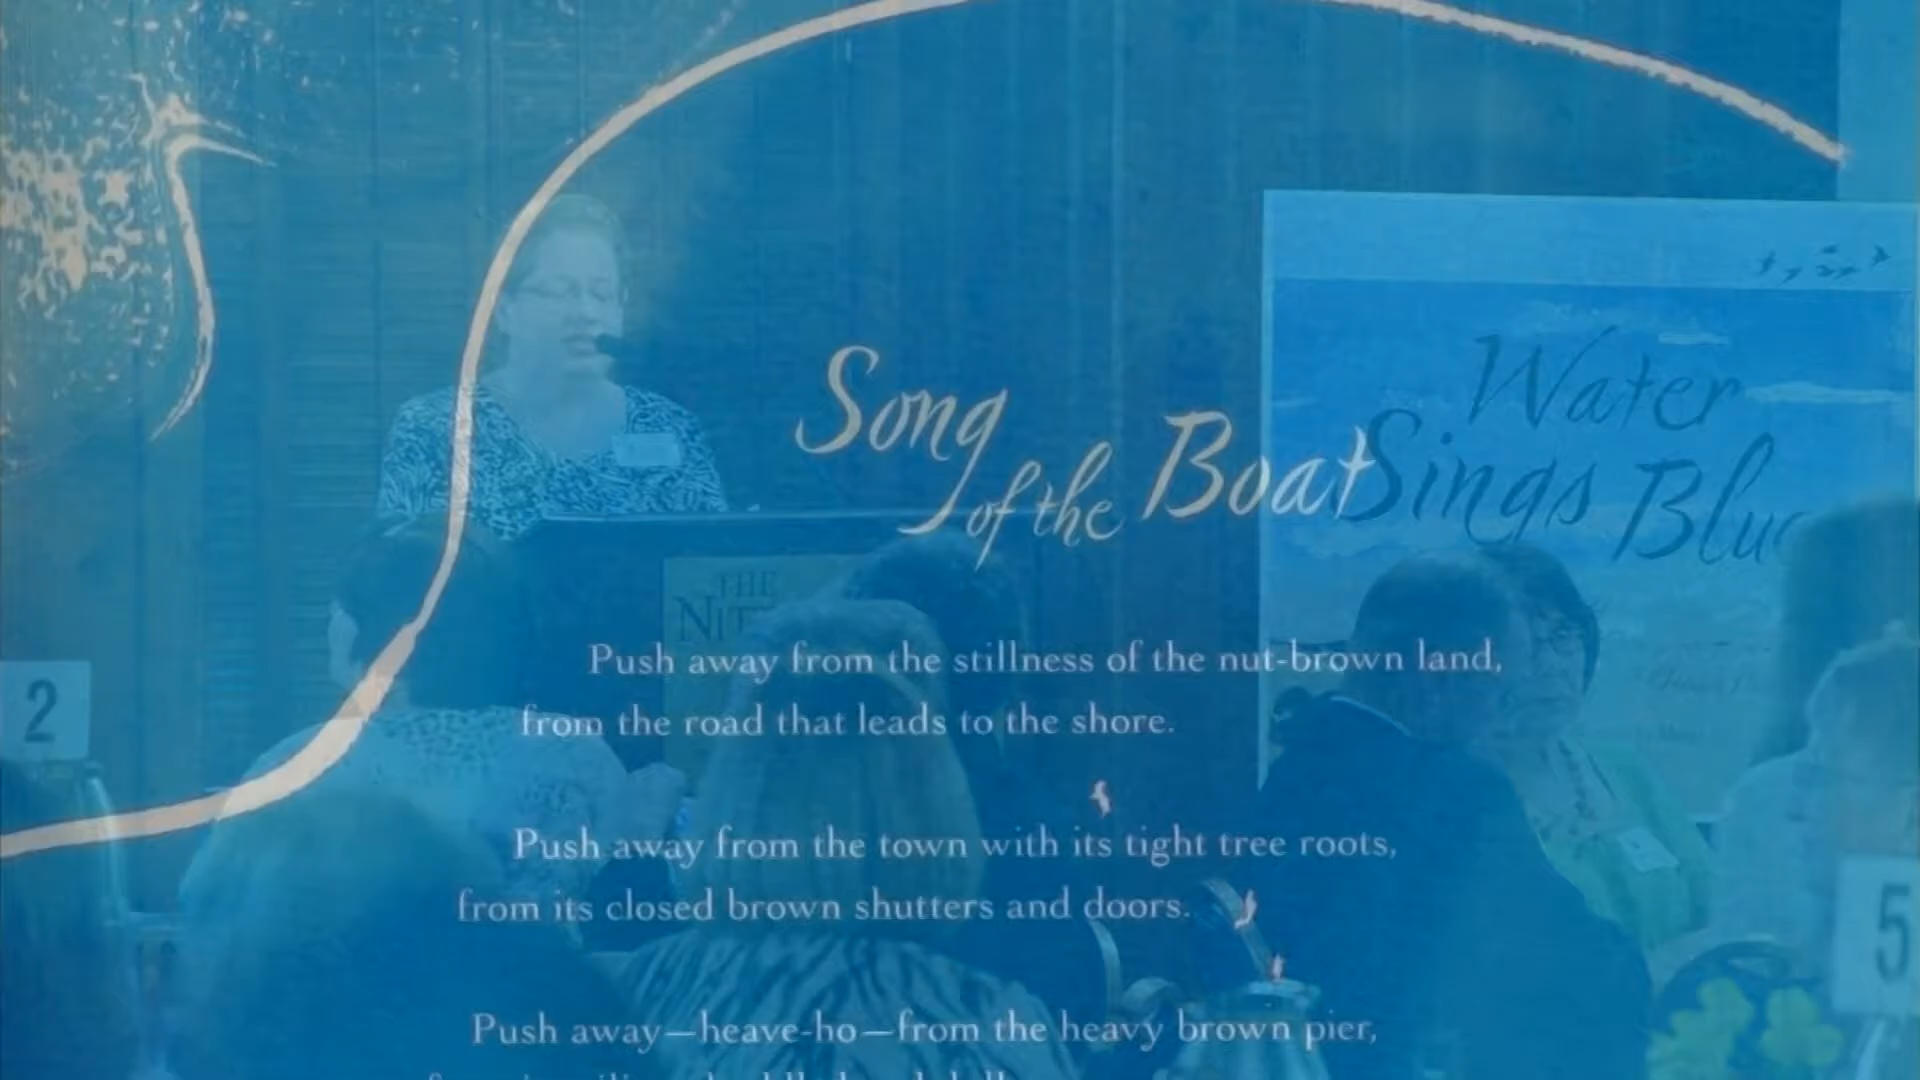 Song
of the Boat
Water
Sings Blue
THE
2
Push away from the stillness of the nut-brown land,
from the road that leads to the shore.
Push away from the town with its tight tree roots,
from its closed brown shutters and doors.
5
Push away—heave-ho—from the heavy brown pier,